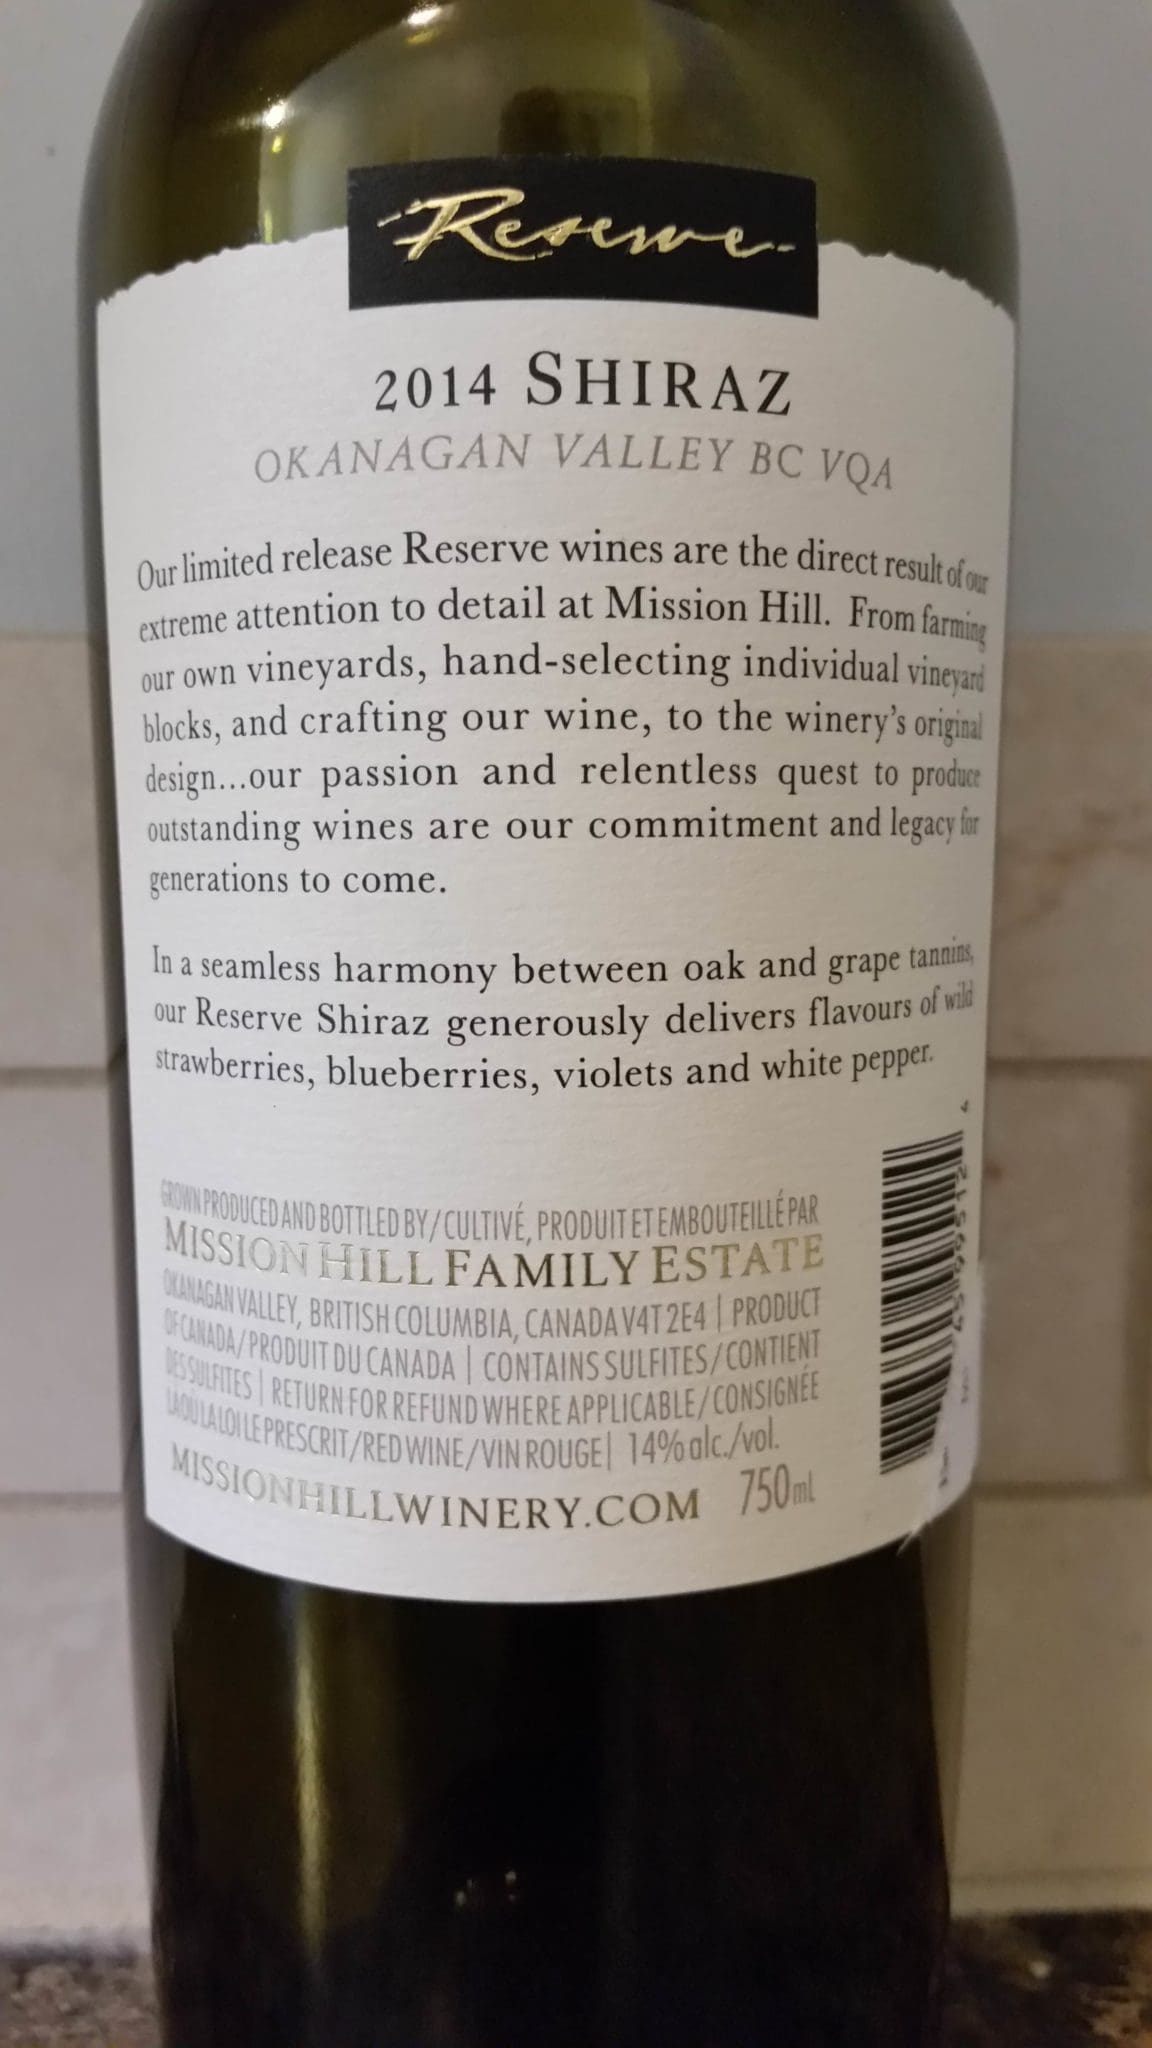 Reserve
2014 SHIRAZ
OKANAGAN VALLEY BC VQA
Our limited release Reserve wines are the direct result of our
extreme attention to detail at Mission Hill. From farming
our own vineyards, hand-selecting individual vineyard
blocks, and crafting our wine, to the winery's original
design...our passion and relentless quest to produce
outstanding wines are our commitment and legacy for
generations to come.
In a seamless harmony between oak and grape tannins,
our Reserve Shiraz generously delivers flavours of wild
strawberries, blueberries, violets and white pepper.
GROWN PRODUCED AND BOTTLED BY/CULTIVÉ, PRODUIT ET EMBOUTEILLÉ PAR
MISSION HILL FAMILY ESTATE
OKANAGAN VALLEY, BRITISH COLUMBIA, CANADA V4T 2E4 | PRODUCT
OF CANADA/PRODUIT DU CANADA | CONTAINS SULFITES/CONTIENT
DES SULFITES | RETURN FOR REFUND WHERE APPLICABLE/CONSIGNÉE
LÀ OÙ LA LOI LE PRESCRIT/RED WINE/VIN ROUGE| 14% alc./vol.
MISSIONHILLWINERY.COM 750ml